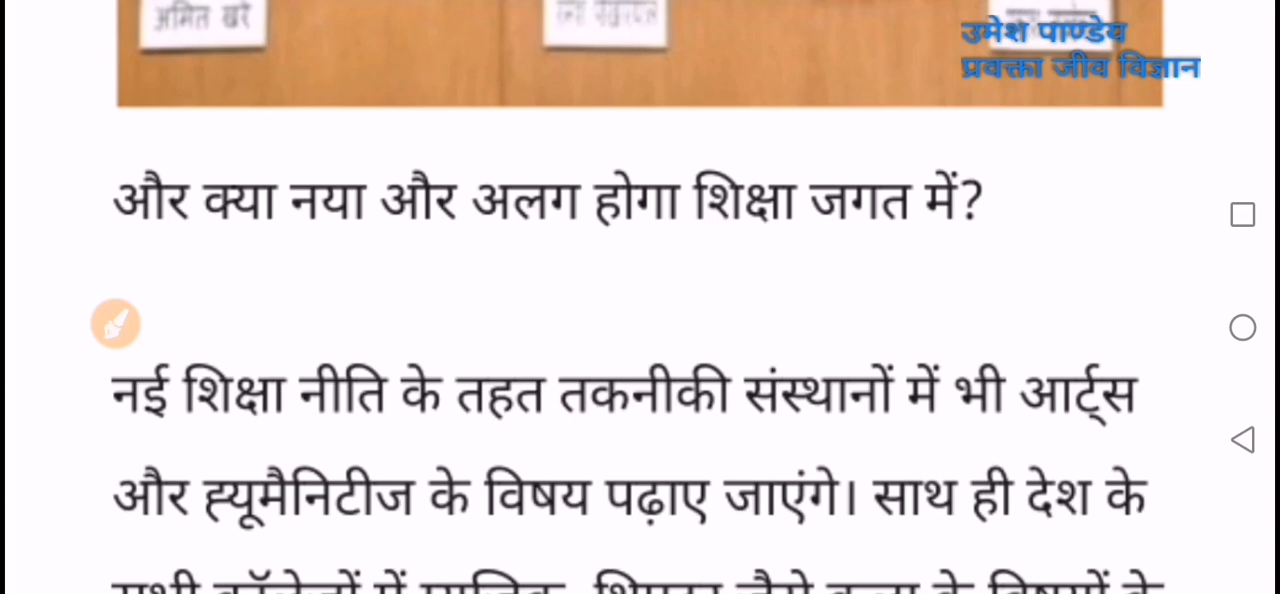 अमित खरे
उमेश पाण्डेय
प्रवक्ता जीव विज्ञान
और क्या नया और अलग होगा शिक्षा जगत में?
नई शिक्षा नीति के तहत तकनीकी संस्थानों में भी आर्ट्स
और ह्यूमैनिटीज के विषय पढ़ाए जाएंगे। साथ ही देश के